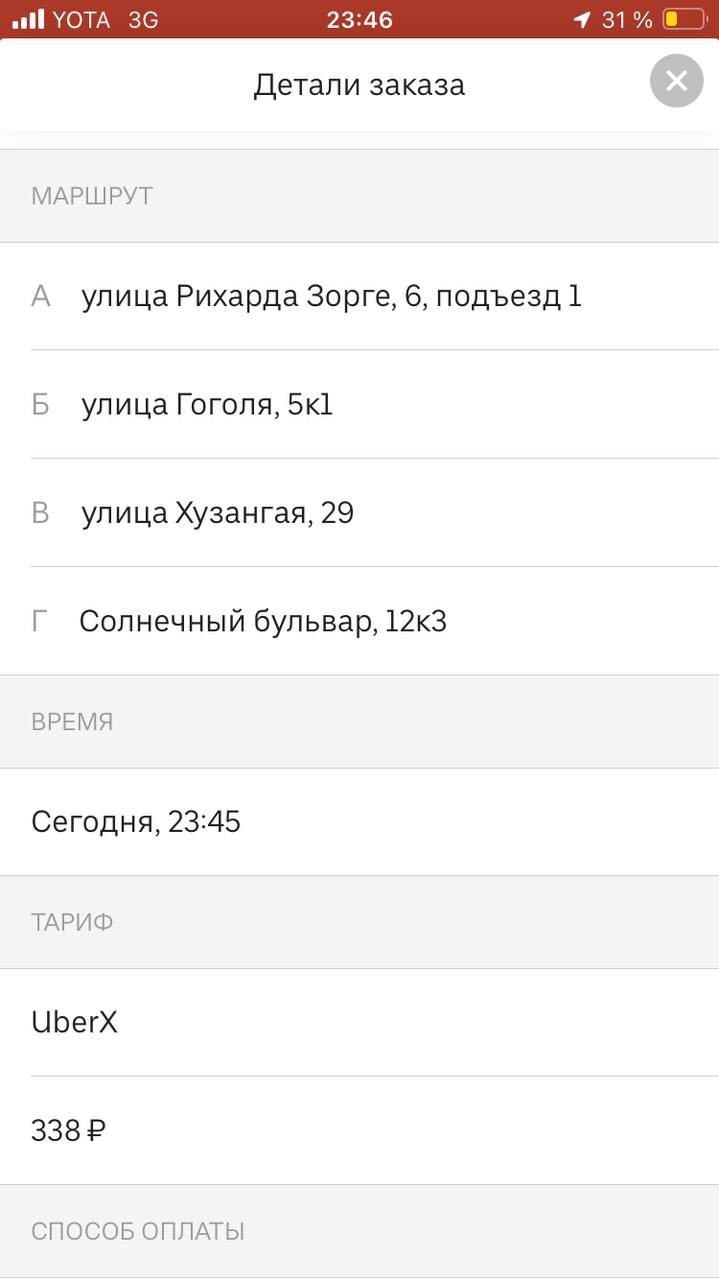 YOTA 3G 23:46 31 %
Детали заказа
МАРШРУТ
А улица Рихарда Зорге, 6, подъезд 1
Б улица Гоголя, 5к1
В улица Хузангая, 29
Г Солнечный бульвар, 12к3
ВРЕМЯ
Сегодня, 23:45
ТАРИФ
UberX
338 ₽
СПОСОБ ОПЛАТЫ